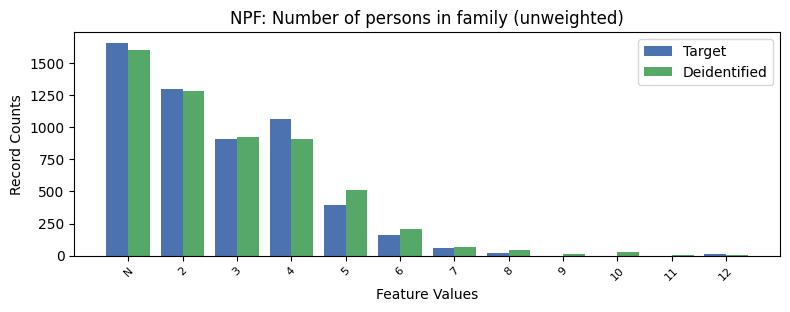 NPF: Number of persons in family (unweighted)
Target
Deidentified
Record Counts
1500
1250
1000
750
500
250
0
N 2 3 4 5 6 7 8 9 10 11 12
Feature Values